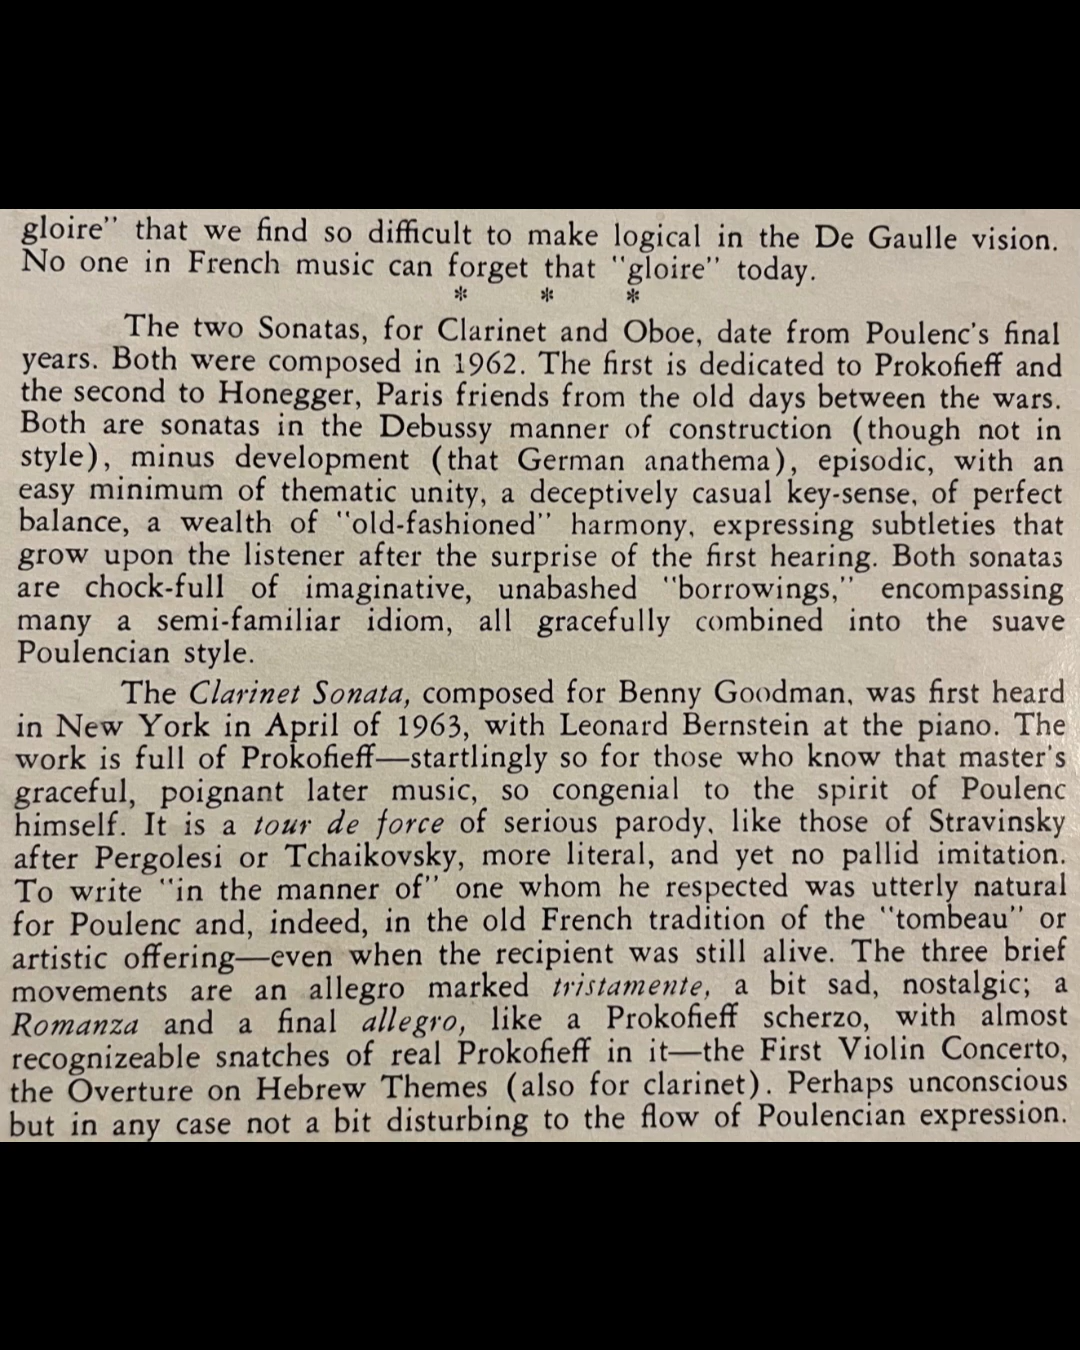 gloire" that we find so difficult to make logical in the De Gaulle vision.
No one in French music can forget that "gloire" today.
* * *
The two Sonatas, for Clarinet and Oboe, date from Poulenc's final
years. Both were composed in 1962. The first is dedicated to Prokofieff and
the second to Honegger, Paris friends from the old days between the wars.
Both are sonatas in the Debussy manner of construction (though not in
style), minus development (that German anathema), episodic, with an
easy minimum of thematic unity, a deceptively casual key-sense, of perfect
balance, a wealth of "old-fashioned" harmony, expressing subtleties that
grow upon the listener after the surprise of the first hearing. Both sonatas
are chock-full of imaginative, unabashed "borrowings," encompassing
many a semi-familiar idiom, all gracefully combined into the suave
Poulencian style.
The Clarinet Sonata, composed for Benny Goodman, was first heard
in New York in April of 1963, with Leonard Bernstein at the piano. The
work is full of Prokofieff—startlingly so for those who know that master's
graceful, poignant later music, so congenial to the spirit of Poulenc
himself. It is a tour de force of serious parody, like those of Stravinsky
after Pergolesi or Tchaikovsky, more literal, and yet no pallid imitation.
To write "in the manner of" one whom he respected was utterly natural
for Poulenc and, indeed, in the old French tradition of the "tombeau" or
artistic offering—even when the recipient was still alive. The three brief
movements are an allegro marked tristamente, a bit sad, nostalgic; a
Romanza and a final allegro, like a Prokofieff scherzo, with almost
recognizeable snatches of real Prokofieff in it—the First Violin Concerto,
the Overture on Hebrew Themes (also for clarinet). Perhaps unconscious
but in any case not a bit disturbing to the flow of Poulencian expression.